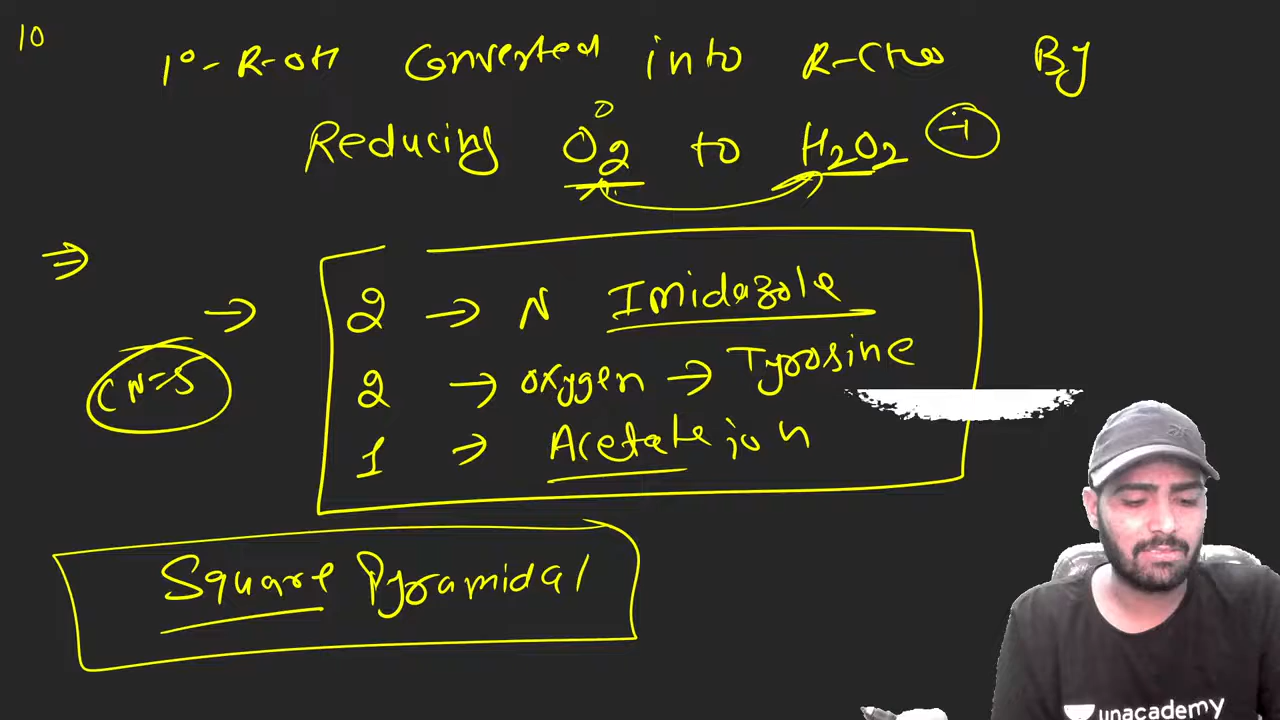 10
1°-R-OH Converted into R-CHO By
Reducing O₂⁰ to H₂O₂ -1
⇒
→ 2 → N Imidazole
CN=5
2 → oxygen → Tyrosine
1 → Acetate ion
Square Pyramidal
unacademy